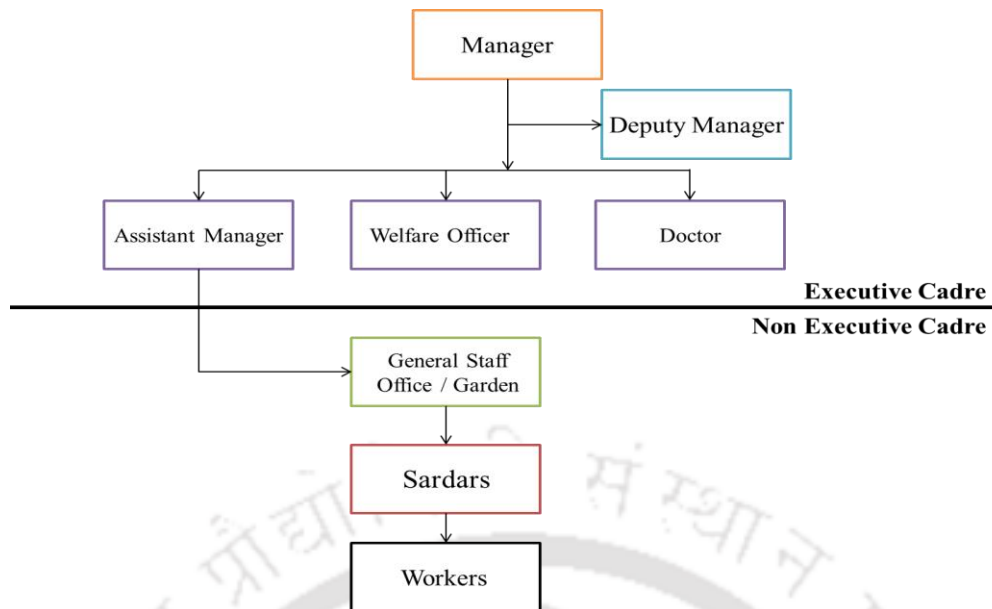 Manager
Deputy Manager
Assistant Manager
Welfare Officer
Doctor
Executive Cadre
Non Executive Cadre
General Staff
Office / Garden
Sardars
Workers